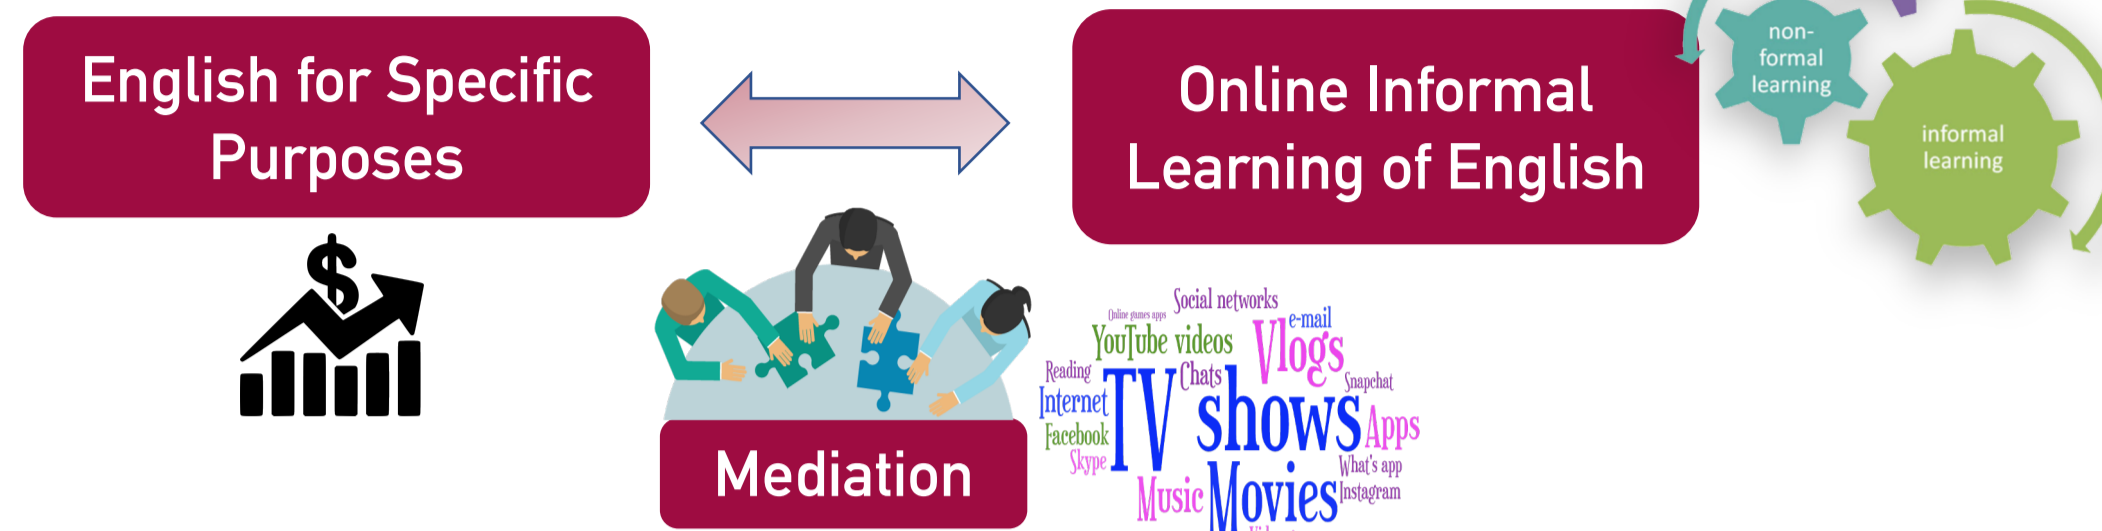 English for Specific
Purposes
Online Informal
Learning of English
non-
formal
learning
informal
learning
$
Mediation
Social networks
Online games apps
e-mail
YouTube videos
Vlogs
Reading
Chats
Snapchat
Internet
TV shows
Apps
Facebook
Skype
What's app
Music
Movies
Instagram